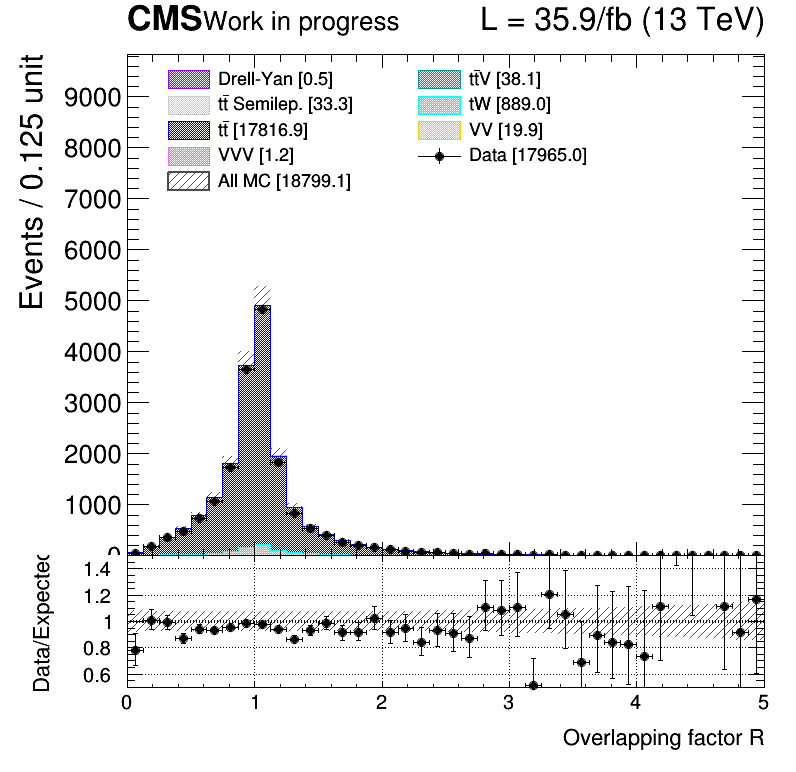 CMS Work in progress L = 35.9/fb (13 TeV)
Events / 0.125 unit
9000
8000
7000
6000
5000
4000
3000
2000
1000
0
Drell-Yan [0.5]
tt̄ Semilep. [33.3]
tt̄ [17816.9]
VVV [1.2]
All MC [18799.1]
tt̄V [38.1]
tW [889.0]
VV [19.9]
Data [17965.0]
Data/Expected
1.4
1.2
1
0.8
0.6
0 1 2 3 4 5
Overlapping factor R